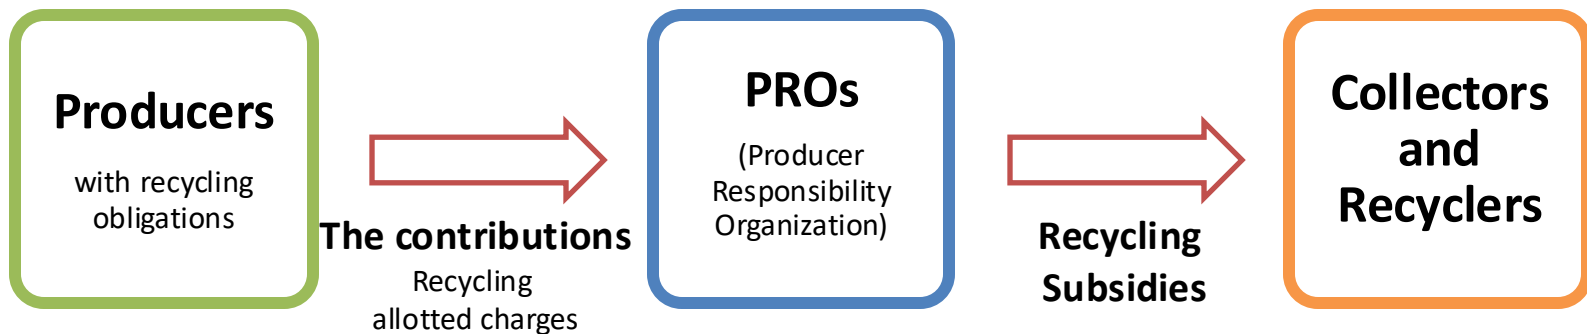 Producers
with recycling
obligations
The contributions
Recycling
allotted charges
PROs
(Producer
Responsibility
Organization)
Recycling
Subsidies
Collectors
and
Recyclers